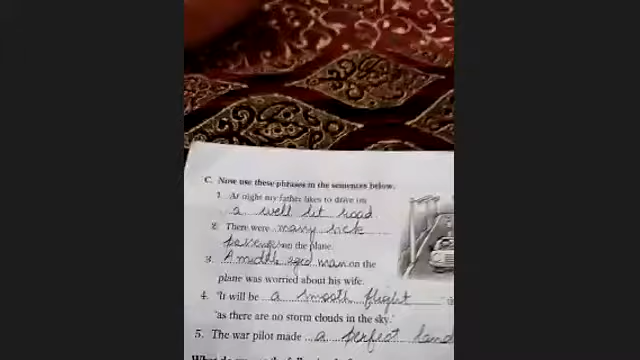 C. Now use these phrases in the sentences below.
1. At night my father likes to drive on
a well lit road
2. There were many sick
passenges on the plane.
3. A middle aged man on the
plane was worried about his wife.
4. "It will be a smooth flight
"as there are no storm clouds in the sky."
5. The war pilot made a perfect land